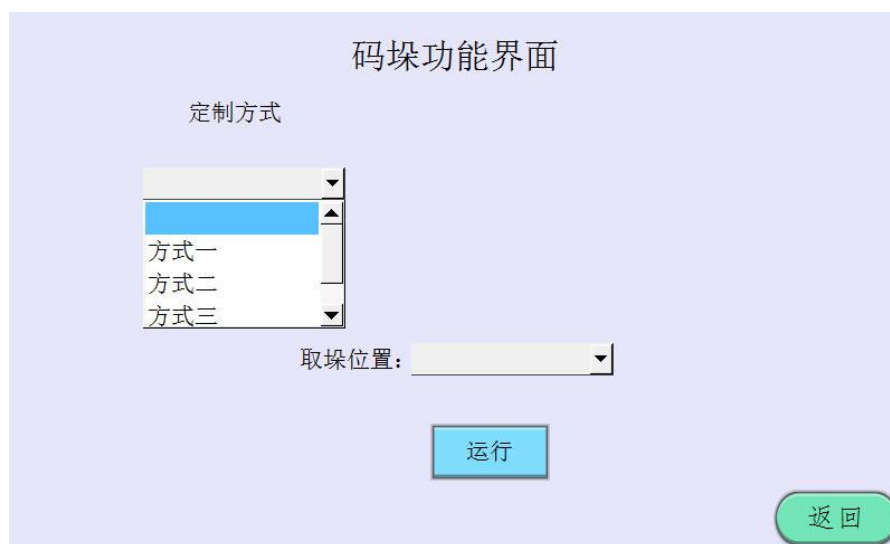 码垛功能界面
定制方式
方式一
方式二
方式三
取垛位置：
运行
返回